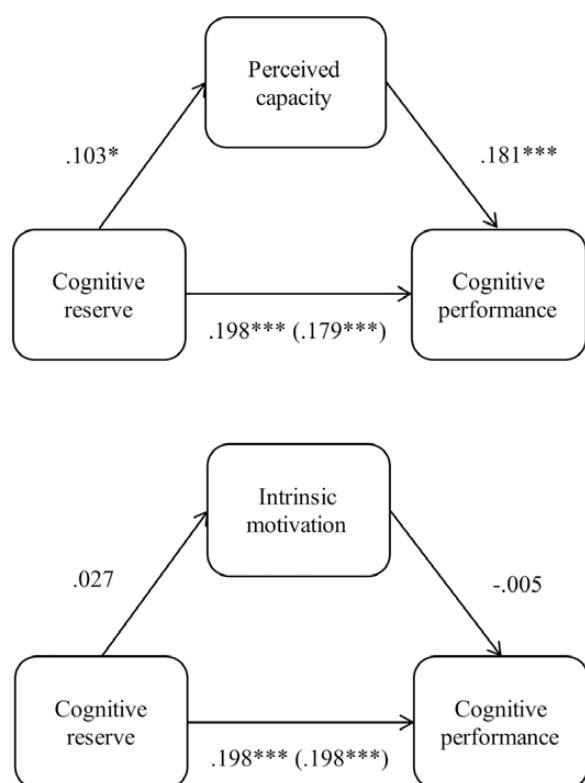 Perceived
capacity
.103*
.181***
Cognitive
reserve
Cognitive
performance
.198*** (.179***)
Intrinsic
motivation
.027
-.005
Cognitive
reserve
Cognitive
performance
.198*** (.198***)